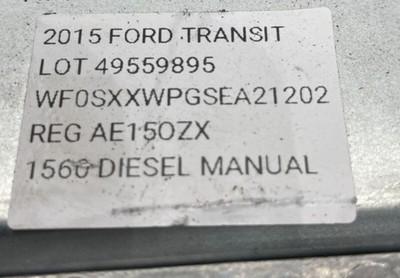 2015 FORD TRANSIT
LOT 49559895
WF0SXXWPGSEA21202
REG AE15OZX
1560 DIESEL MANUAL